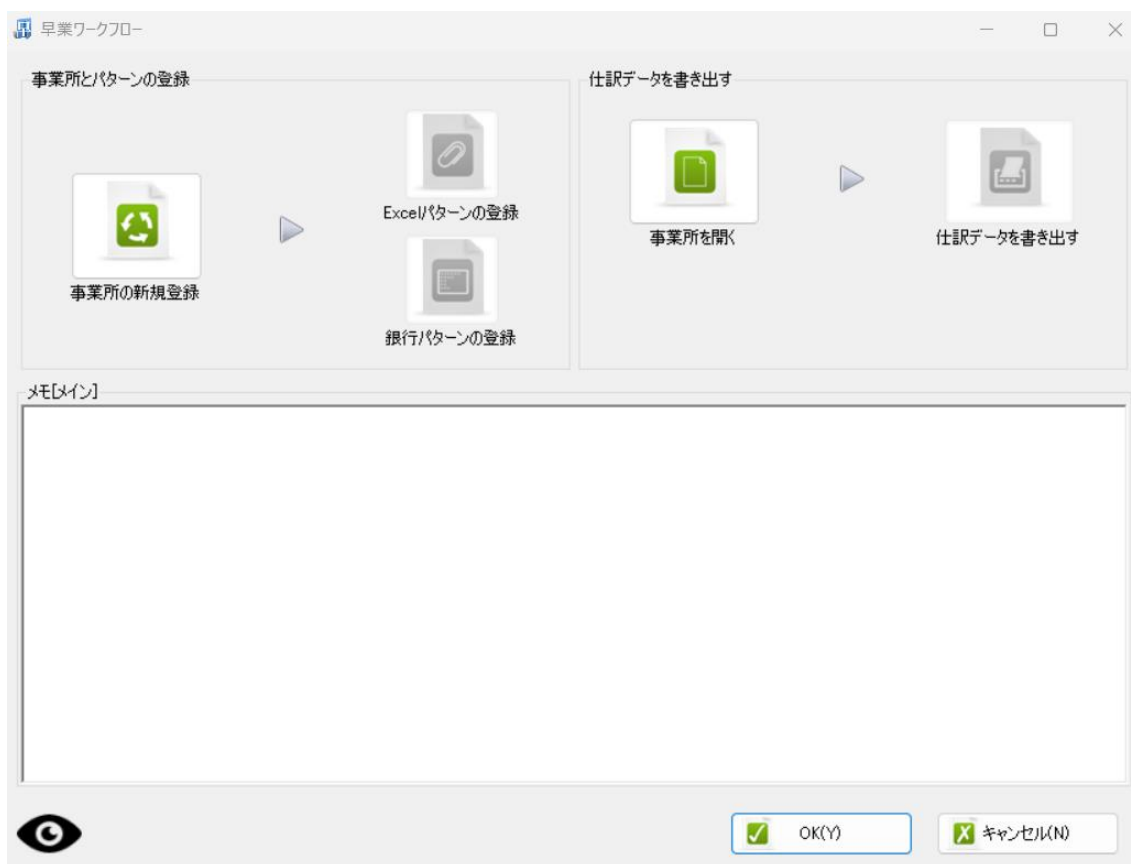 早業ワークフロー
事業所とパターンの登録
事業所の新規登録
Excelパターンの登録
銀行パターンの登録
仕訳データを書き出す
事業所を開く
仕訳データを書き出す
メモ[メイン]
OK(Y)
キャンセル(N)